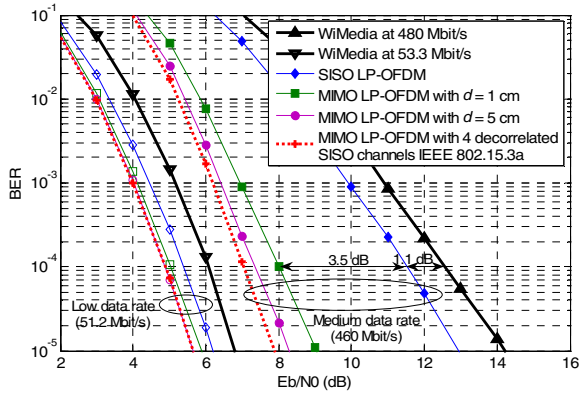 10^-1
10^-2
10^-3
10^-4
10^-5
BER
WiMedia at 480 Mbit/s
WiMedia at 53.3 Mbit/s
SISO LP-OFDM
MIMO LP-OFDM with d = 1 cm
MIMO LP-OFDM with d = 5 cm
MIMO LP-OFDM with 4 decorrelated
SISO channels IEEE 802.15.3a
3.5 dB
1.1 dB
Low data rate
(51.2 Mbit/s)
Medium data rate
(460 Mbit/s)
2 4 6 8 10 12 14 16
Eb/N0 (dB)